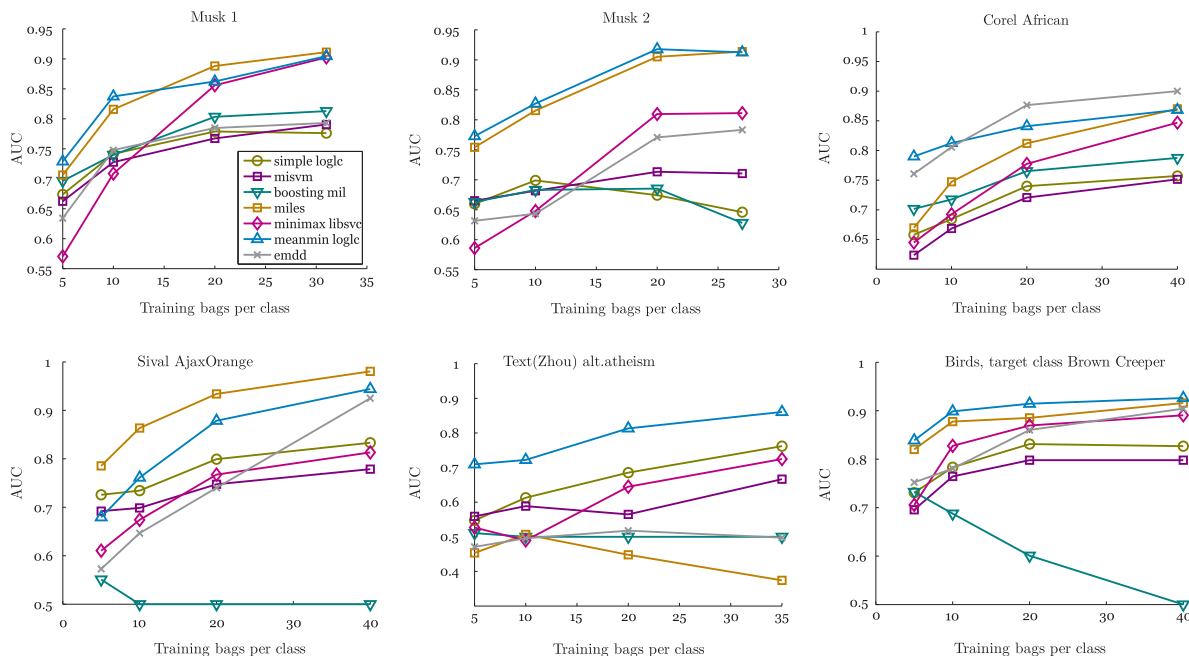 Musk 1
0.95
0.9
0.85
0.8
0.75
0.7
0.65
0.6
0.55
AUC
5 10 15 20 25 30 35
Training bags per class
simple logic
misvm
boosting mil
miles
minimax libsvc
meanmin logic
emdd
Musk 2
0.95
0.9
0.85
0.8
0.75
0.7
0.65
0.6
0.55
AUC
5 10 15 20 25 30
Training bags per class
Corel African
1
0.95
0.9
0.85
0.8
0.75
0.7
0.65
AUC
0 10 20 30 40
Training bags per class
Sival AjaxOrange
1
0.9
0.8
0.7
0.6
0.5
AUC
0 10 20 30 40
Training bags per class
Text(Zhou) alt.atheism
1
0.9
0.8
0.7
0.6
0.5
0.4
AUC
5 10 15 20 25 30 35
Training bags per class
Birds, target class Brown Creeper
1
0.9
0.8
0.7
0.6
0.5
AUC
0 10 20 30 40
Training bags per class